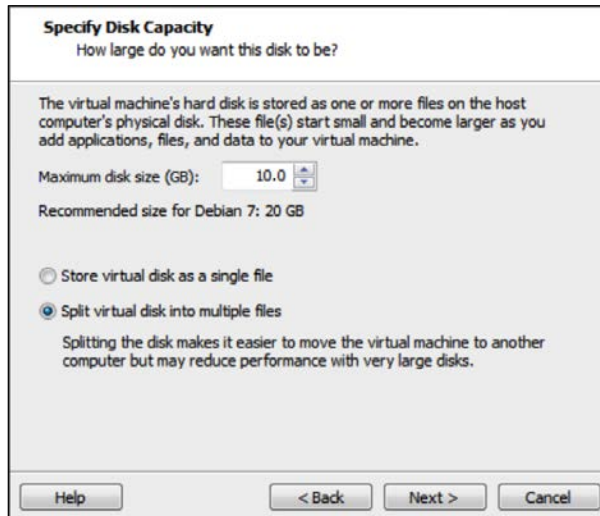 Specify Disk Capacity
How large do you want this disk to be?
The virtual machine's hard disk is stored as one or more files on the host
computer's physical disk. These file(s) start small and become larger as you
add applications, files, and data to your virtual machine.
Maximum disk size (GB): 10.0
Recommended size for Debian 7: 20 GB
Store virtual disk as a single file
Split virtual disk into multiple files
Splitting the disk makes it easier to move the virtual machine to another
computer but may reduce performance with very large disks.
Help < Back Next > Cancel